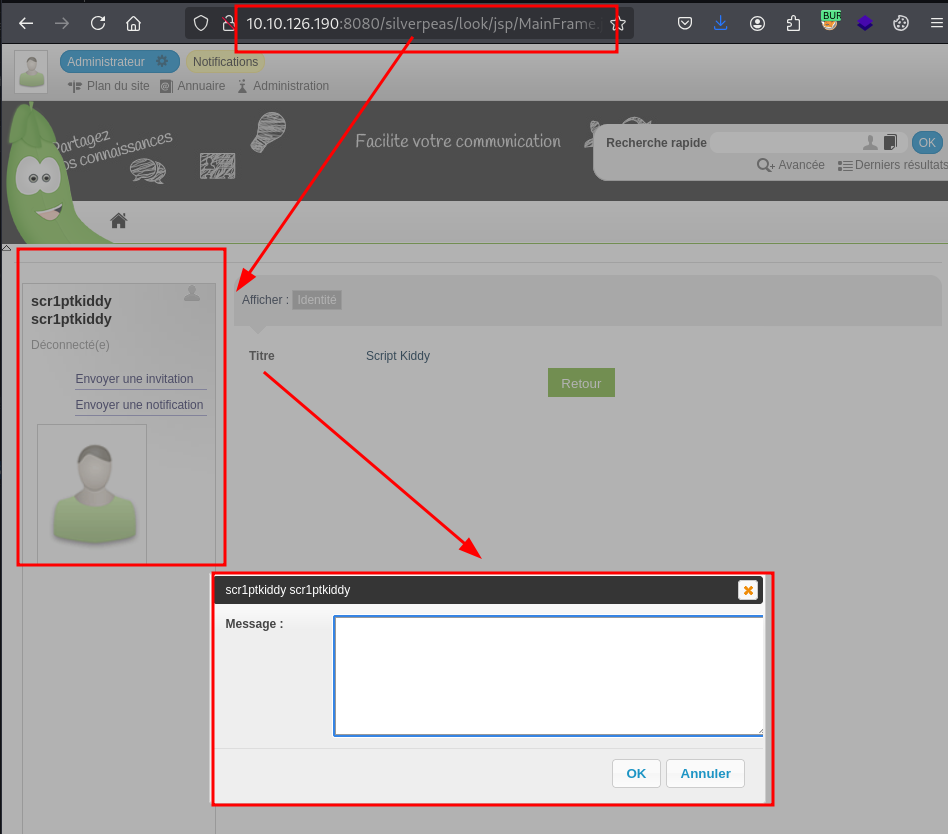 10.10.126.190:8080/silverpeas/look/jsp/MainFrame.
BUR
Administrateur
Notifications
Plan du site
Annuaire
Administration
Partagez
vos connaissances
Facilite votre communication
Recherche rapide
OK
Avancée
Derniers résultats
scr1ptkiddy
scr1ptkiddy
Déconnecté(e)
Envoyer une invitation
Envoyer une notification
Afficher : Identité
Titre
Script Kiddy
Retour
scr1ptkiddy scr1ptkiddy
Message :
OK
Annuler